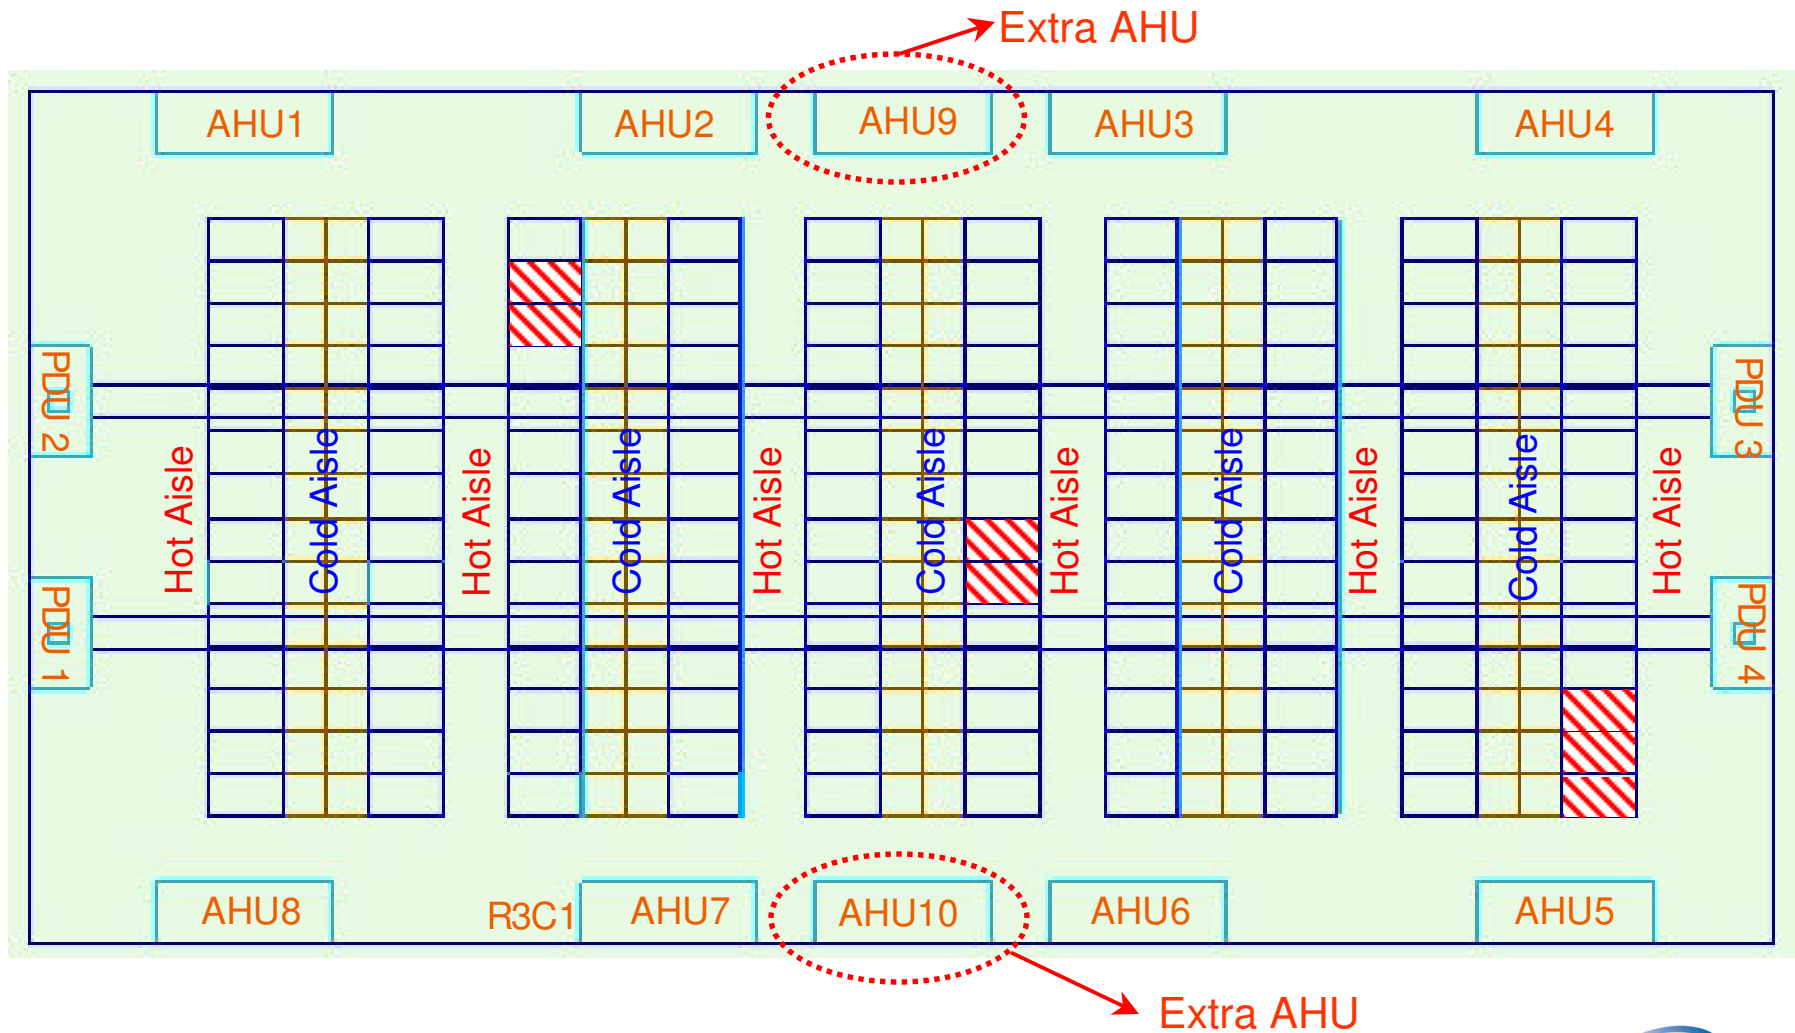 Extra AHU
AHU1
AHU2
AHU9
AHU3
AHU4
PDU 2
PDU 3
Hot Aisle
Cold Aisle
Hot Aisle
Cold Aisle
Hot Aisle
Cold Aisle
Hot Aisle
Cold Aisle
Hot Aisle
Cold Aisle
Hot Aisle
PDU 1
PDU 4
AHU8
R3C1
AHU7
AHU10
AHU6
AHU5
Extra AHU